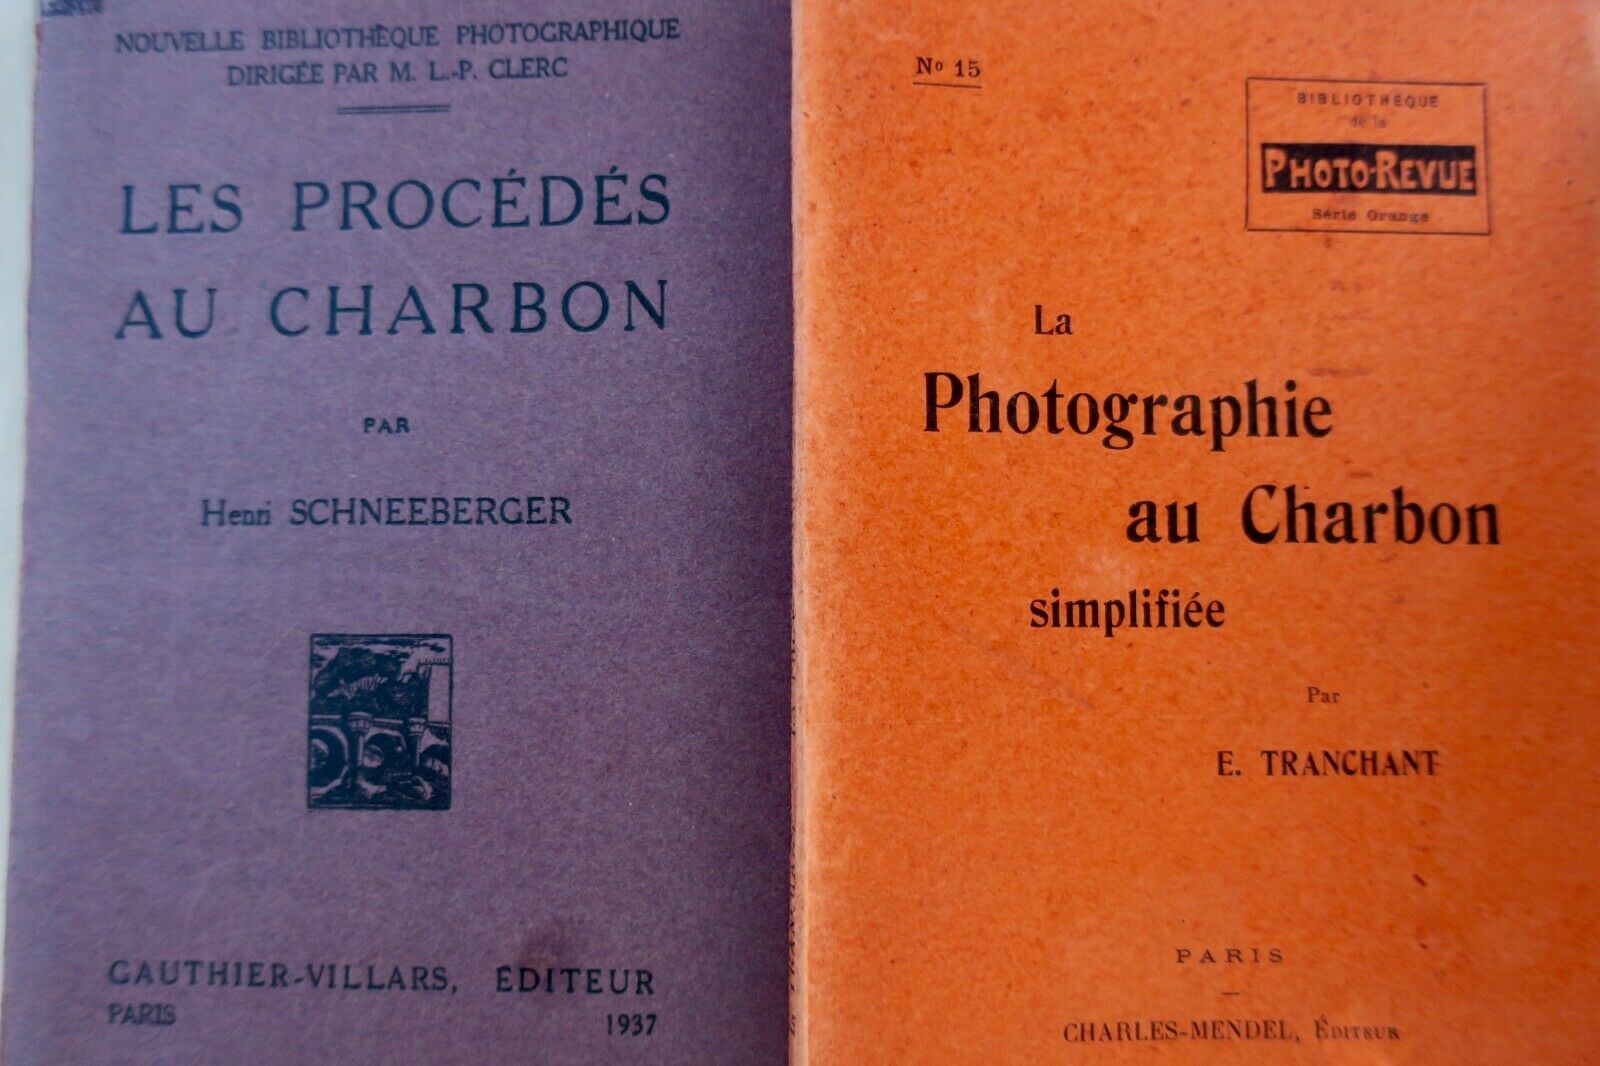 NOUVELLE BIBLIOTHÈQUE PHOTOGRAPHIQUE
DIRIGÉE PAR M. L.-P. CLERC
LES PROCÉDÉS
AU CHARBON
PAR
Henri SCHNEEBERGER
GAUTHIER-VILLARS, ÉDITEUR
PARIS
1937
No 15
BIBLIOTHEQUE
de la
PHOTO-REVUE
Série Orange
La
Photographie
au Charbon
simplifiée
Par
E. TRANCHANT
PARIS
CHARLES-MENDEL, ÉDITEUR